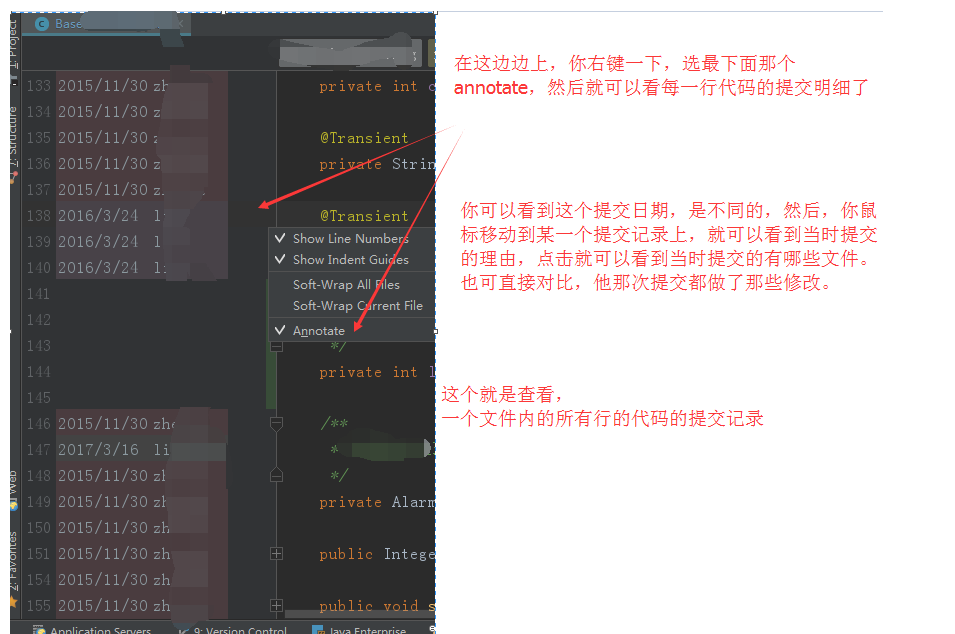 Base
1: Project
133 2015/11/30 zh private int
在这边边上，你右键一下，选最下面那个
annotate，然后就可以看每一行代码的提交明细了
134 2015/11/30 z
135 2015/11/30 z @Transient
7: Structure
136 2015/11/30 z private Strin
137 2015/11/30 z
138 2016/3/24 l @Transient
139 2016/3/24 l
140 2016/3/24 li
你可以看到这个提交日期，是不同的，然后，你鼠
标移动到某一个提交记录上，就可以看到当时提交
的理由，点击就可以看到当时提交的有哪些文件。
也可直接对比，他那次提交都做了那些修改。
Show Line Numbers
Show Indent Guides
Soft-Wrap All Files
Soft-Wrap Current File
Annotate
141
142
143 */
144 private int l
145
这个就是查看，
一个文件内的所有行的代码的提交记录
146 2015/11/30 zhe /**
147 2017/3/16 li *
148 2015/11/30 zh */
Web
149 2015/11/30 zh private Alarm
150 2015/11/30 zh
151 2015/11/30 zh public Intege
2: Favorites
154 2015/11/30 zh
155 2015/11/30 zh public void s
Application Servers 9: Version Control Java Enterprise